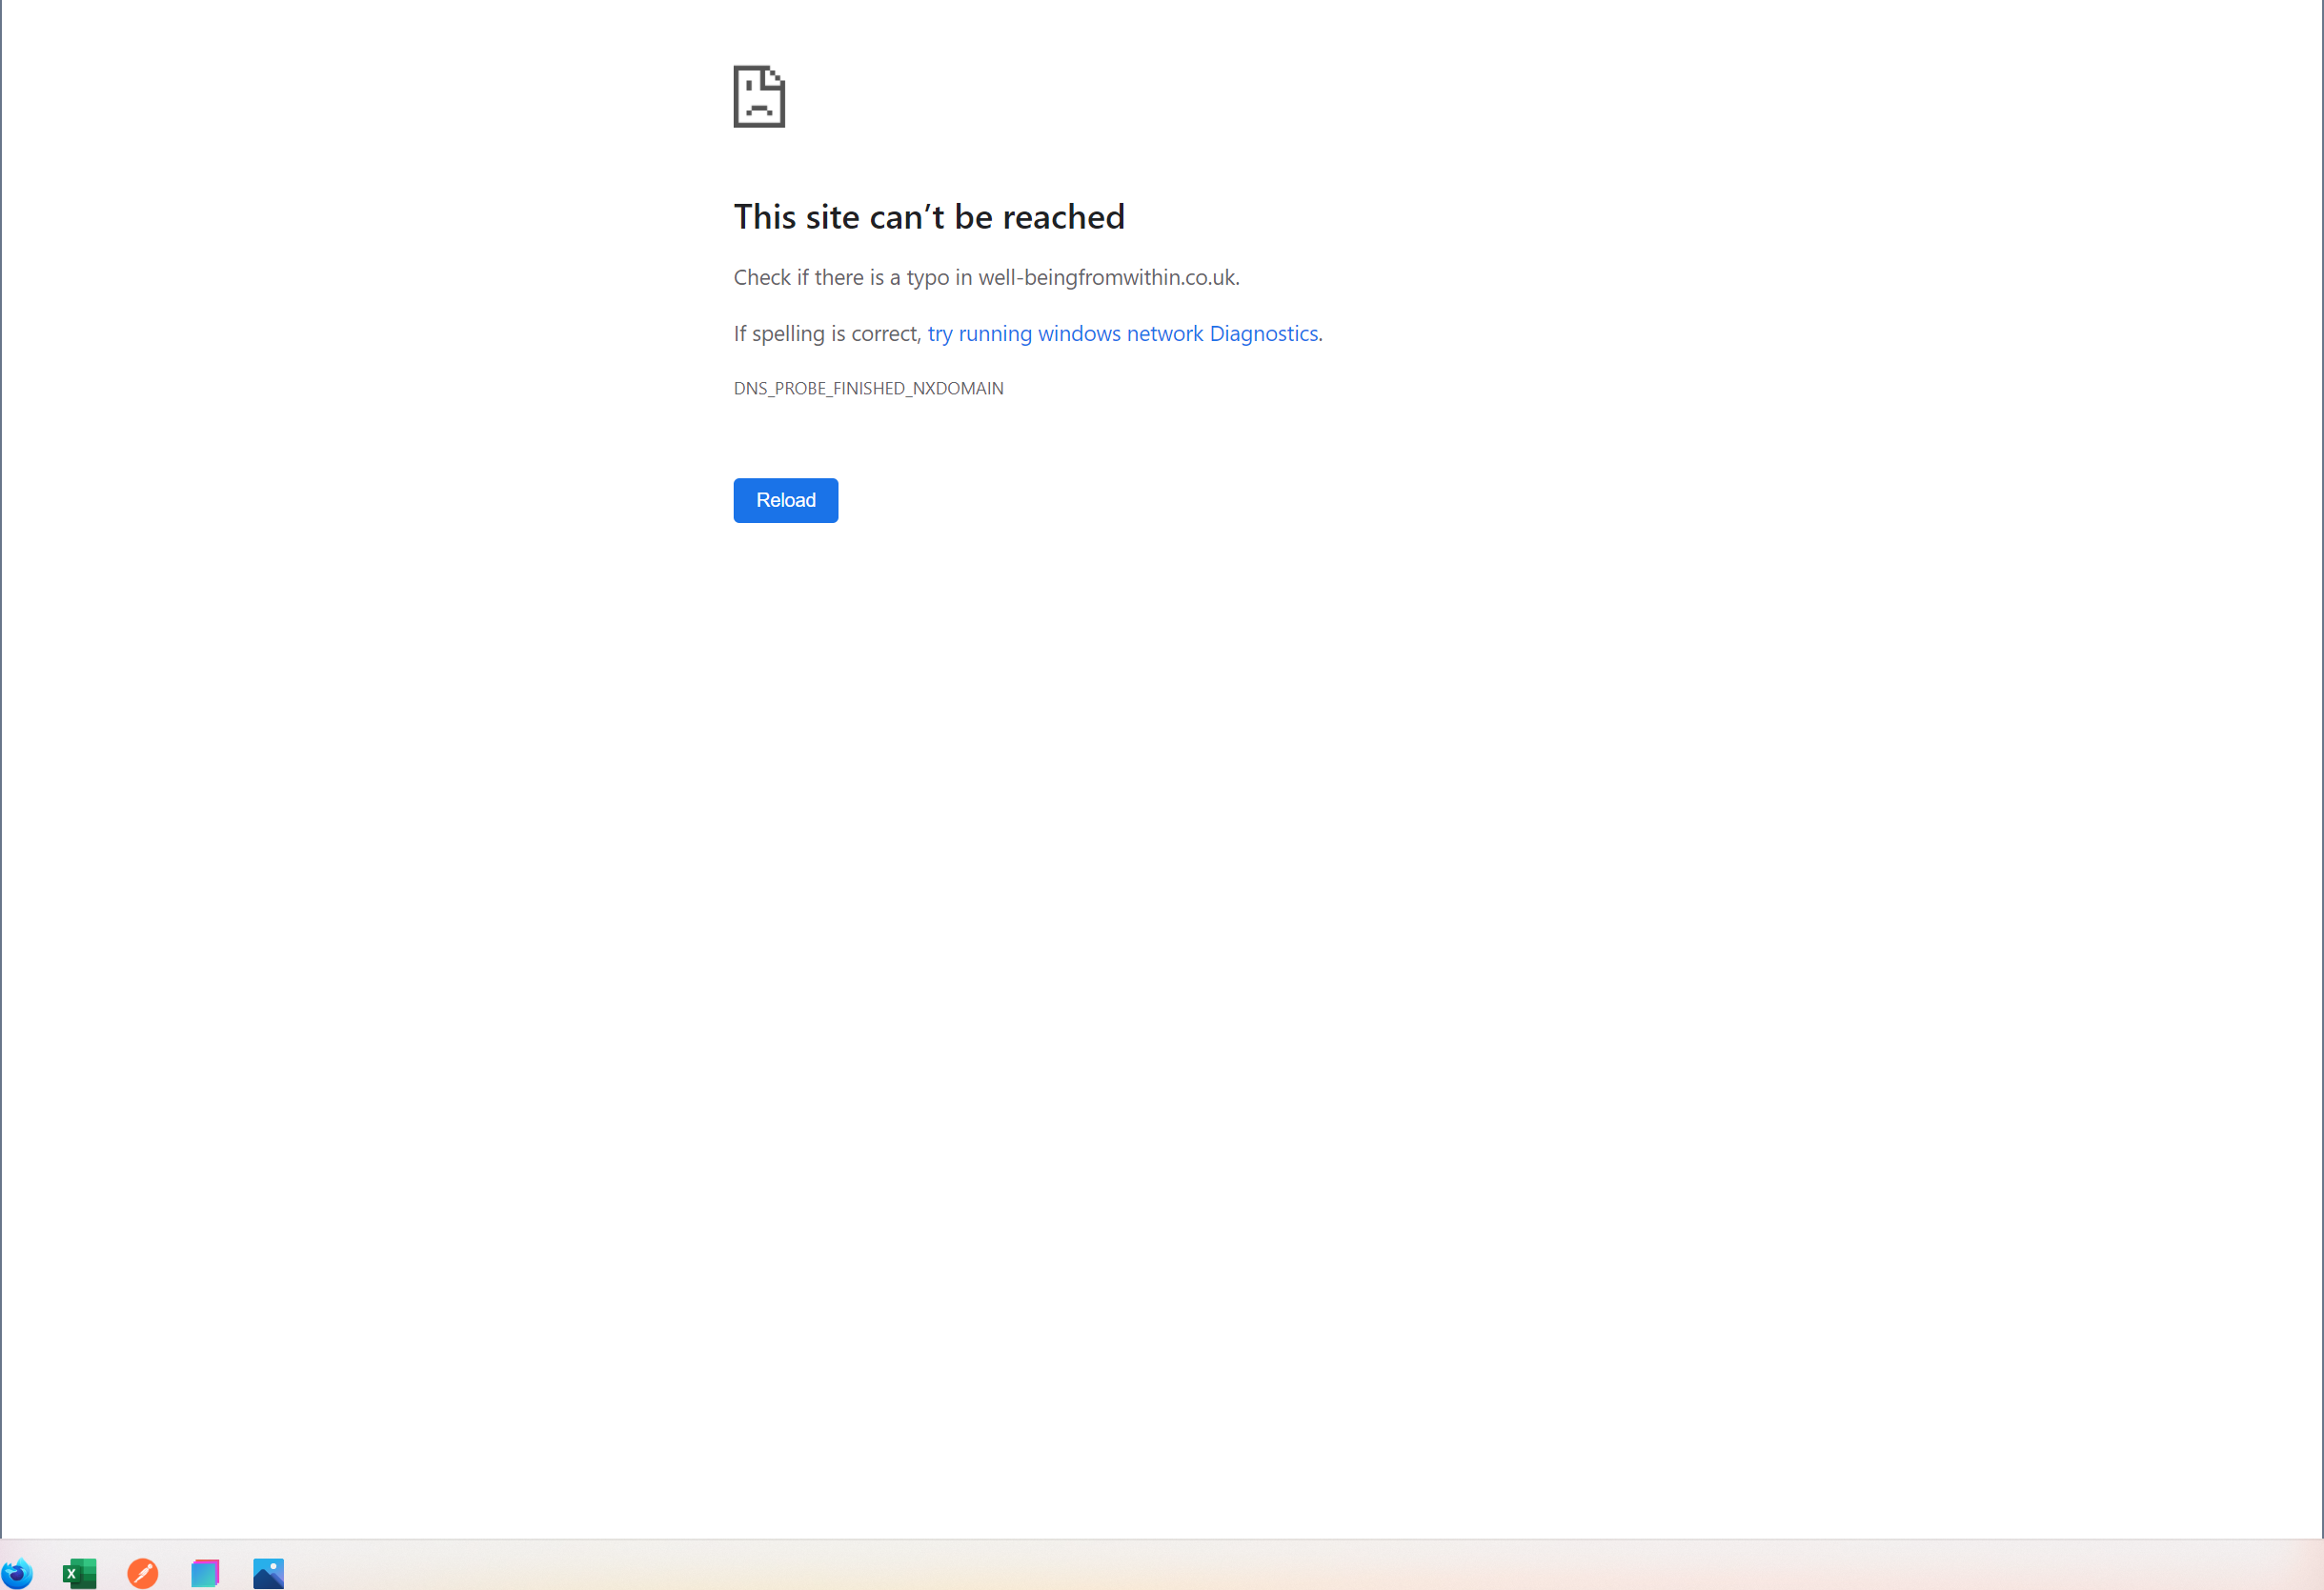 This site can’t be reached
Check if there is a typo in well-beingfromwithin.co.uk.
If spelling is correct, try running windows network Diagnostics.
DNS_PROBE_FINISHED_NXDOMAIN
Reload
X